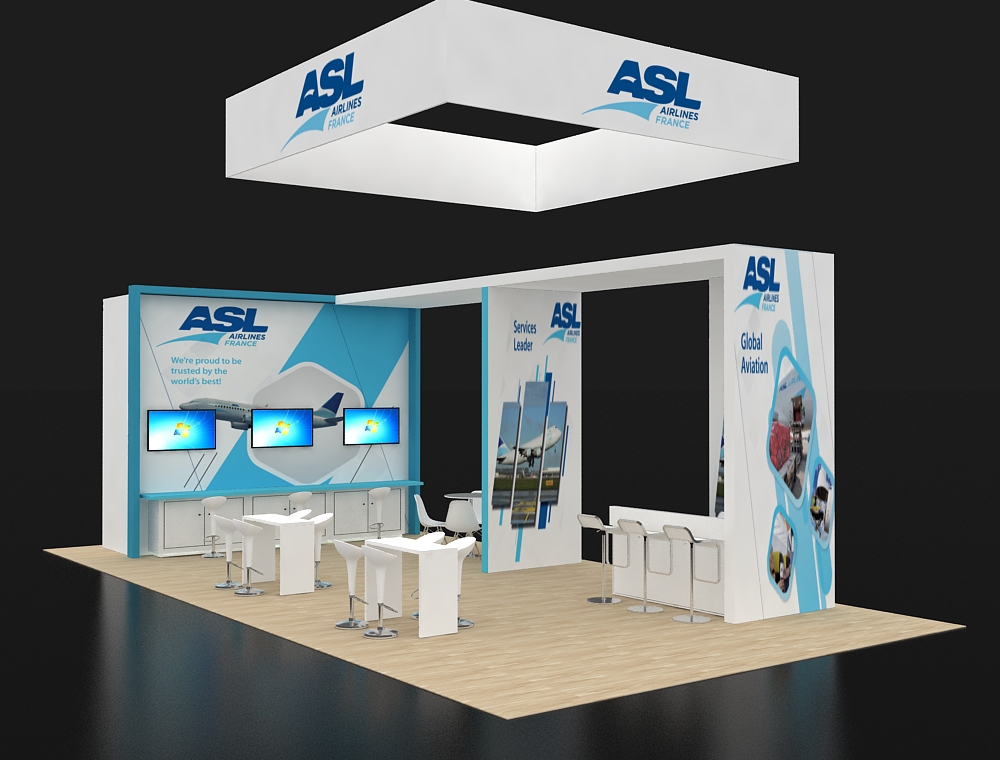 ASL
AIRLINES
FRANCE
ASL
AIRLINES
FRANCE
ASL
AIRLINES
FRANCE
We're proud to be
trusted by the
world's best!
Services
Leader
ASL
AIRLINES
FRANCE
ASL
AIRLINES
FRANCE
Global
Aviation